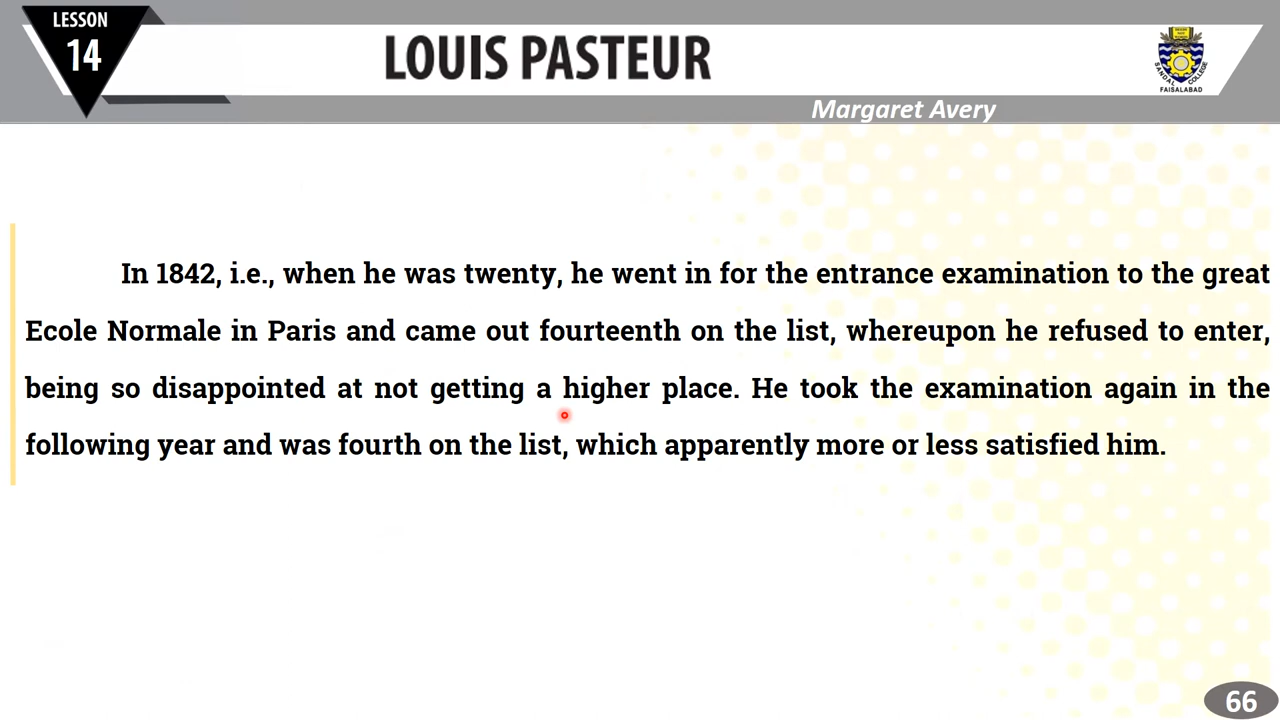 LESSON
14
LOUIS PASTEUR
SANDAL COLLEGE
FAISALABAD
Margaret Avery
In 1842, i.e., when he was twenty, he went in for the entrance examination to the great
Ecole Normale in Paris and came out fourteenth on the list, whereupon he refused to enter,
being so disappointed at not getting a higher place. He took the examination again in the
following year and was fourth on the list, which apparently more or less satisfied him.
66